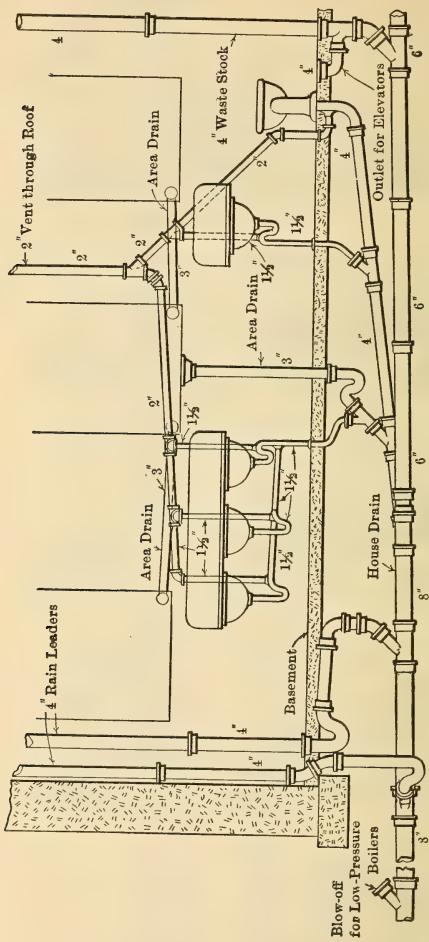 4" Rain Leaders
2" Vent through Roof
4
2"
Area Drain
2"
2"
4" Waste Stock
Area Drain
3"
2"
3"
1½"
1½"
1½"
1½"
Area Drain
1½"
1½"
3"
1½"
4"
4"
4"
Basement
4"
4"
Outlet for Elevators
Blow-off
for Low-Pressure
Boilers
House Drain
8"
8"
6"
6"
6"